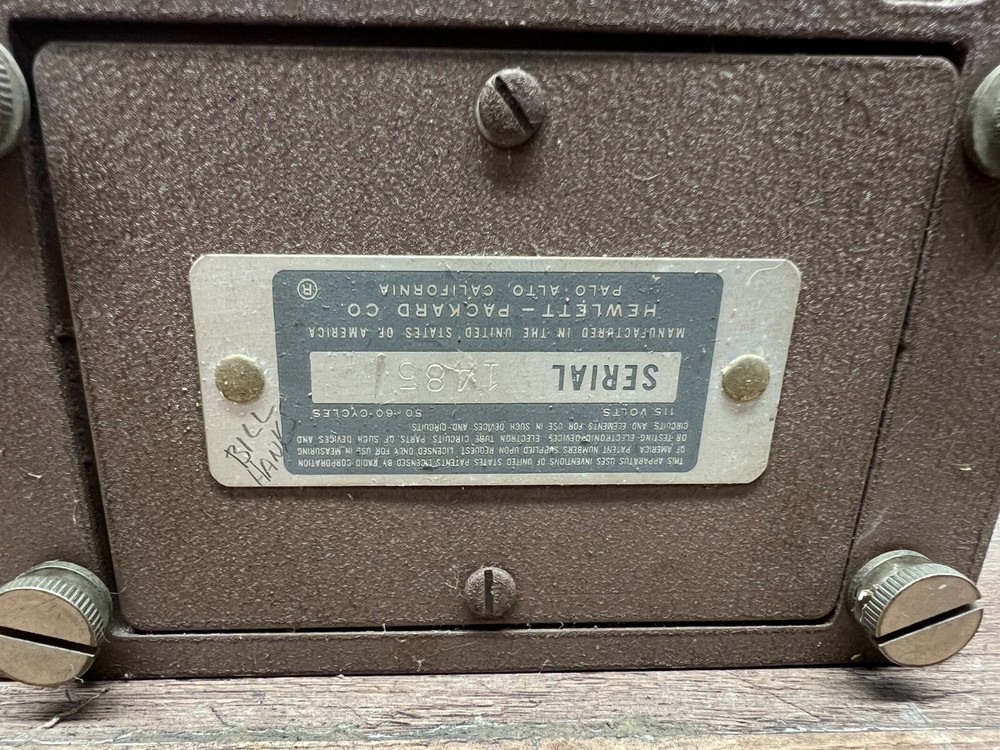 THIS APPARATUS USES INVENTIONS OF UNITED STATES PATENTS LICENSED BY RADIO CORPORATION
OF AMERICA. PATENT NUMBERS SUPPLIED UPON REQUEST. LICENSED ONLY FOR USE IN MEASURING
OR TESTING ELECTRONIC DEVICES, ELECTRON TUBE CIRCUITS, PARTS OF SUCH DEVICES AND
CIRCUITS AND ELEMENTS FOR USE IN SUCH DEVICES AND CIRCUITS
115 VOLTS 50-60 CYCLES
SERIAL
MANUFACTURED IN THE UNITED STATES OF AMERICA
HEWLETT-PACKARD CO.
PALO ALTO, CALIFORNIA ®
BILL
HANK